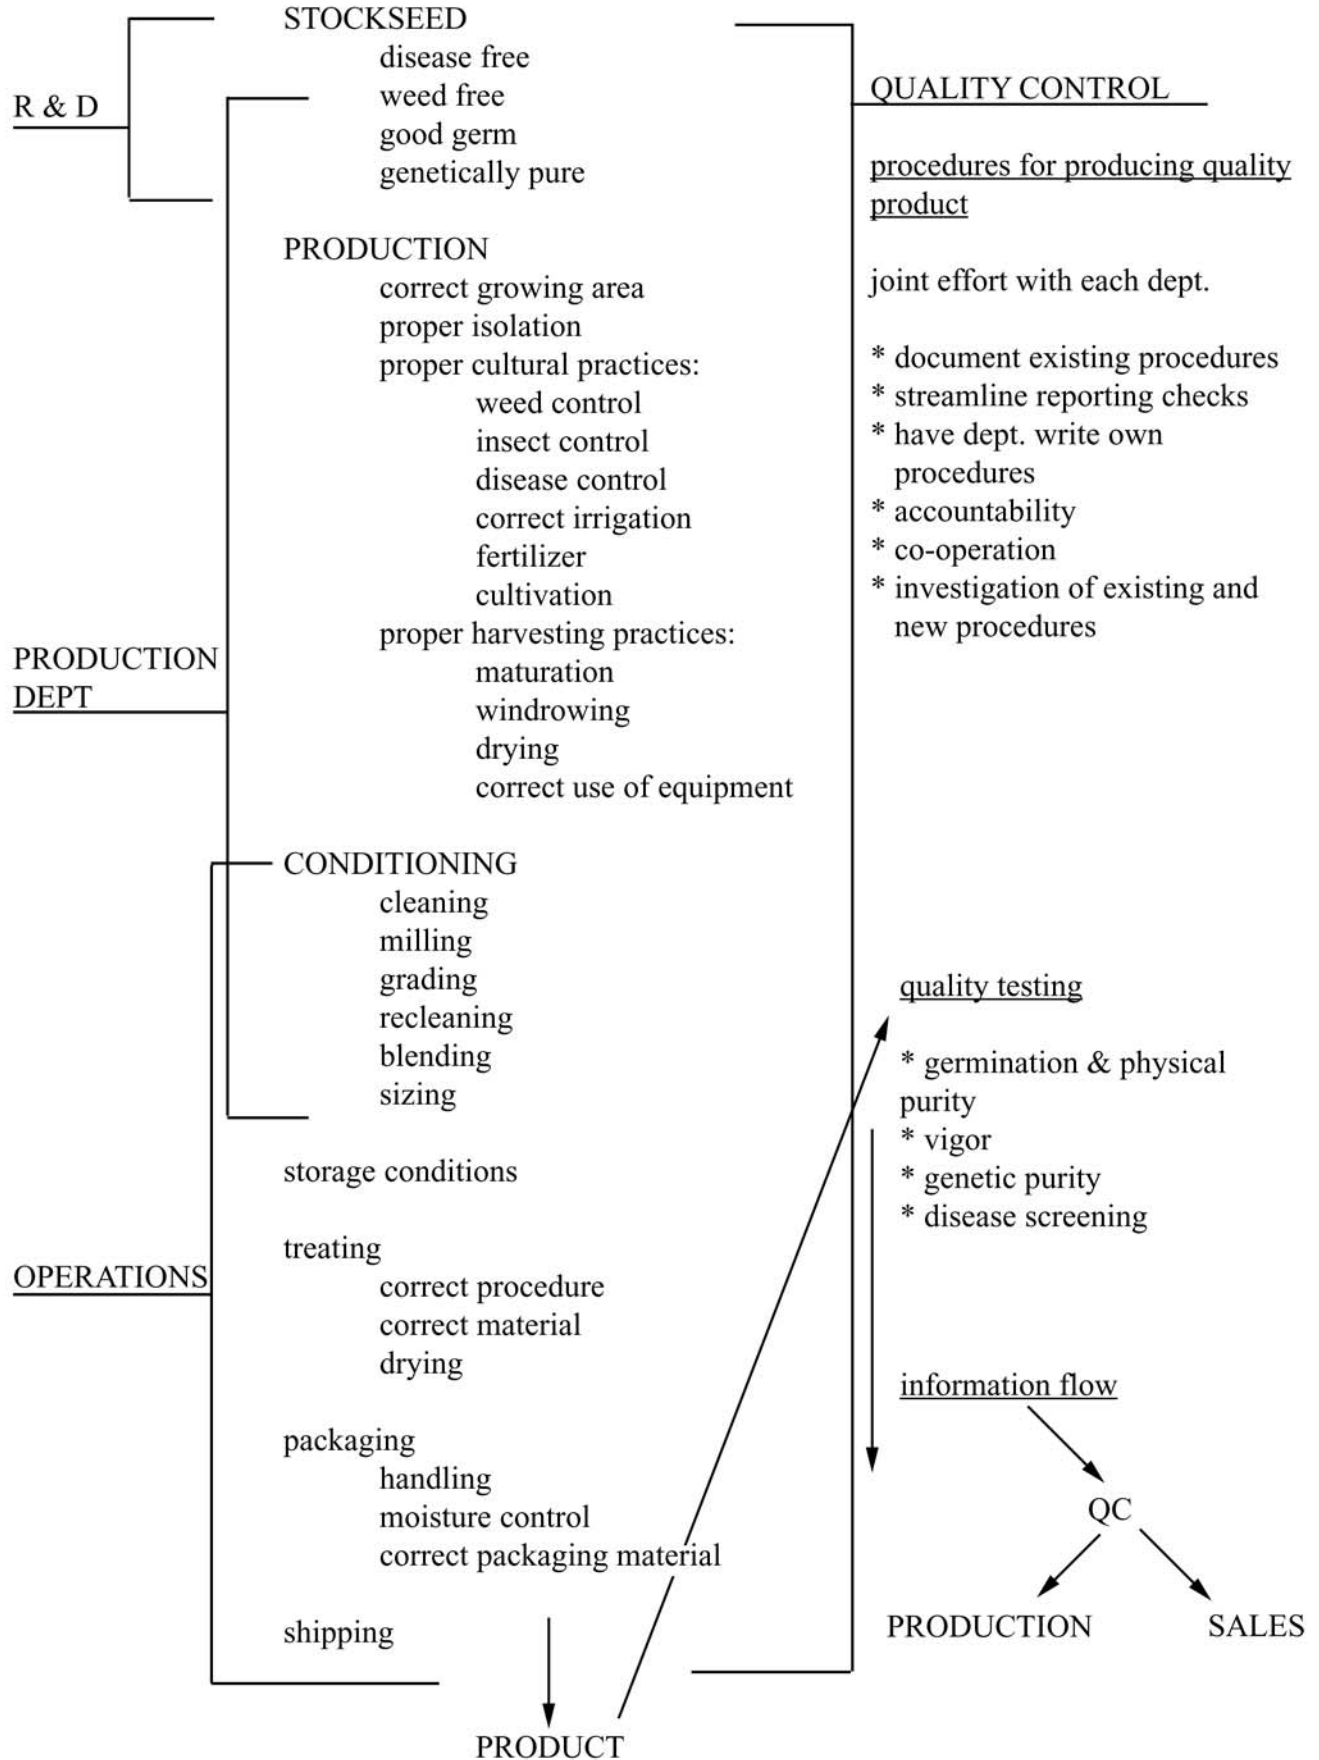 R & D
PRODUCTION
DEPT
OPERATIONS
STOCKSEED
disease free
weed free
good germ
genetically pure
PRODUCTION
correct growing area
proper isolation
proper cultural practices:
weed control
insect control
disease control
correct irrigation
fertilizer
cultivation
proper harvesting practices:
maturation
windrowing
drying
correct use of equipment
CONDITIONING
cleaning
milling
grading
recleaning
blending
sizing
storage conditions
treating
correct procedure
correct material
drying
packaging
handling
moisture control
correct packaging material
shipping
PRODUCT
QUALITY CONTROL
procedures for producing quality
product
joint effort with each dept.
* document existing procedures
* streamline reporting checks
* have dept. write own
procedures
* accountability
* co-operation
* investigation of existing and
new procedures
quality testing
* germination & physical
purity
* vigor
* genetic purity
* disease screening
information flow
QC
PRODUCTION
SALES